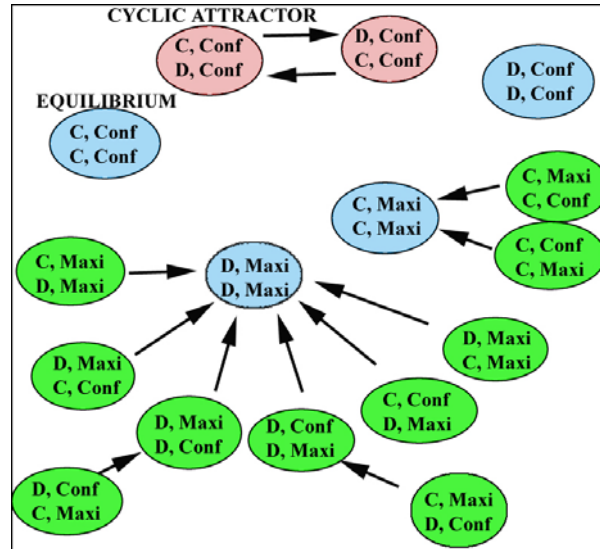 CYCLIC ATTRACTOR
C, Conf
D, Conf
D, Conf
C, Conf
D, Conf
D, Conf
EQUILIBRIUM
C, Conf
C, Conf
C, Maxi
C, Conf
C, Maxi
C, Maxi
C, Conf
C, Maxi
C, Maxi
D, Maxi
D, Maxi
D, Maxi
D, Maxi
C, Maxi
D, Maxi
C, Conf
C, Conf
D, Maxi
D, Maxi
D, Conf
D, Conf
D, Maxi
D, Conf
C, Maxi
C, Maxi
D, Conf